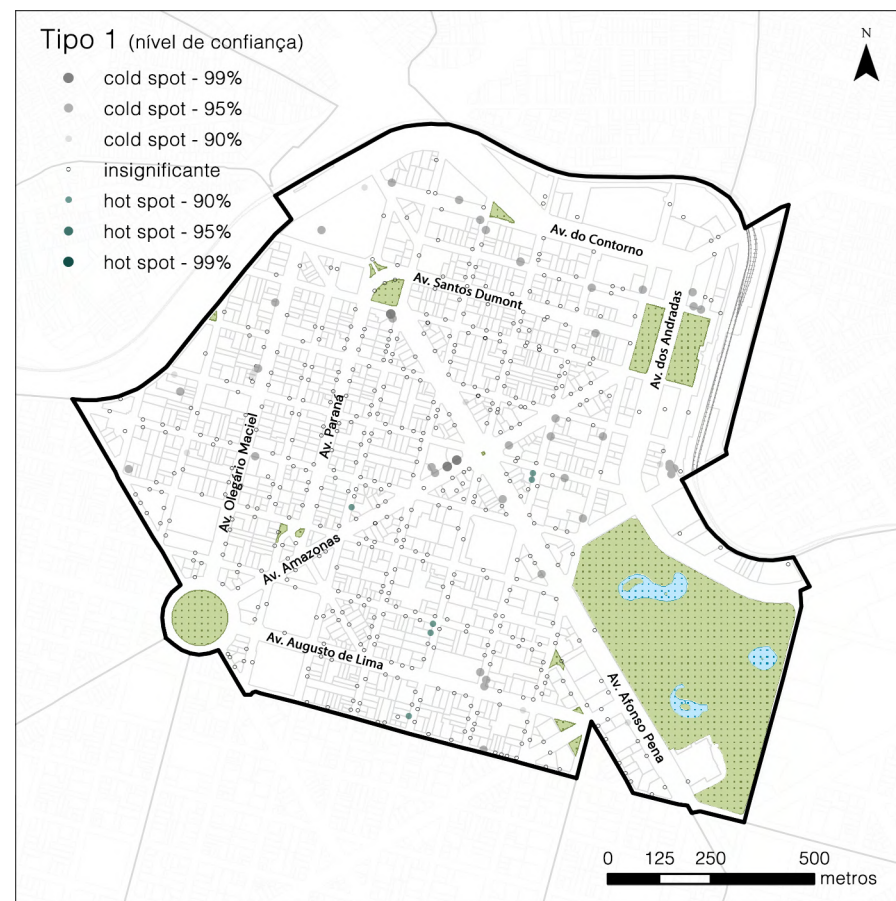 Tipo 1 (nível de confiança)
cold spot - 99%
cold spot - 95%
cold spot - 90%
insignificante
hot spot - 90%
hot spot - 95%
hot spot - 99%
N
Av. do Contorno
Av. Santos Dumont
Av. dos Andradas
Av. Paraná
Av. Olegário Maciel
Av. Amazonas
Av. Augusto de Lima
Av. Afonso Pena
0 125 250 500
metros